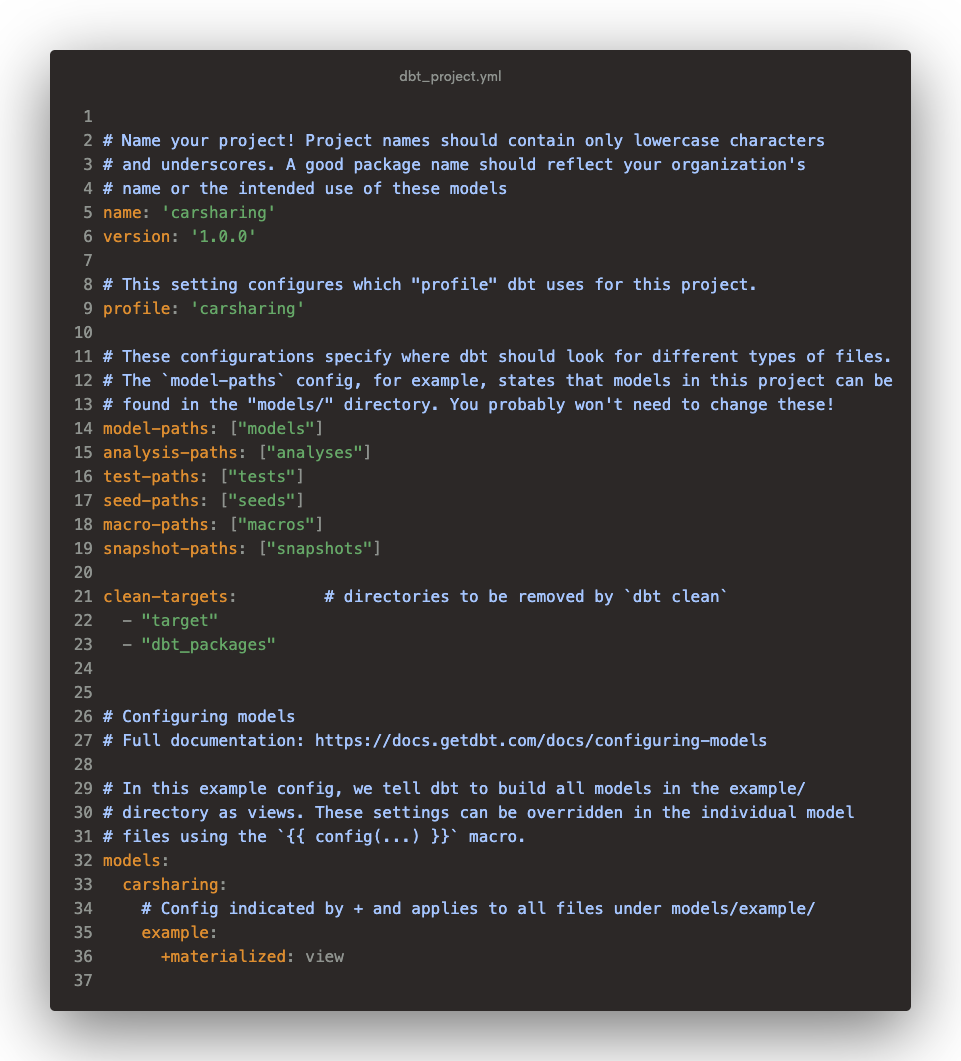 dbt_project.yml
1
2 # Name your project! Project names should contain only lowercase characters
3 # and underscores. A good package name should reflect your organization's
4 # name or the intended use of these models
5 name: 'carsharing'
6 version: '1.0.0'
7
8 # This setting configures which "profile" dbt uses for this project.
9 profile: 'carsharing'
10
11 # These configurations specify where dbt should look for different types of files.
12 # The `model-paths` config, for example, states that models in this project can be
13 # found in the "models/" directory. You probably won't need to change these!
14 model-paths: ["models"]
15 analysis-paths: ["analyses"]
16 test-paths: ["tests"]
17 seed-paths: ["seeds"]
18 macro-paths: ["macros"]
19 snapshot-paths: ["snapshots"]
20
21 clean-targets:         # directories to be removed by `dbt clean`
22   - "target"
23   - "dbt_packages"
24
25
26 # Configuring models
27 # Full documentation: https://docs.getdbt.com/docs/configuring-models
28
29 # In this example config, we tell dbt to build all models in the example/
30 # directory as views. These settings can be overridden in the individual model
31 # files using the `{{ config(...) }}` macro.
32 models:
33   carsharing:
34     # Config indicated by + and applies to all files under models/example/
35     example:
36       +materialized: view
37